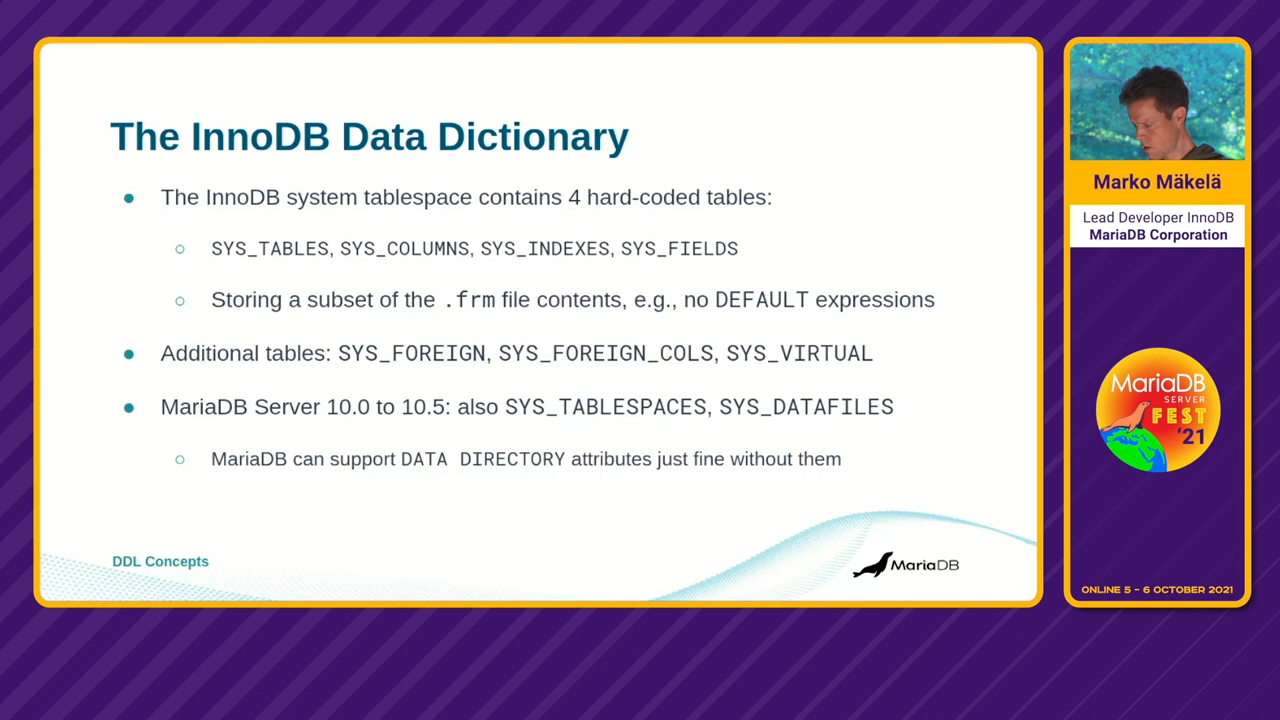 The InnoDB Data Dictionary
● The InnoDB system tablespace contains 4 hard-coded tables:
○ SYS_TABLES, SYS_COLUMNS, SYS_INDEXES, SYS_FIELDS
○ Storing a subset of the .frm file contents, e.g., no DEFAULT expressions
● Additional tables: SYS_FOREIGN, SYS_FOREIGN_COLS, SYS_VIRTUAL
● MariaDB Server 10.0 to 10.5: also SYS_TABLESPACES, SYS_DATAFILES
○ MariaDB can support DATA DIRECTORY attributes just fine without them
DDL Concepts
MariaDB
Marko Mäkelä
Lead Developer InnoDB
MariaDB Corporation
MariaDB
SERVER
FEST
'21
ONLINE 5 - 6 OCTOBER 2021